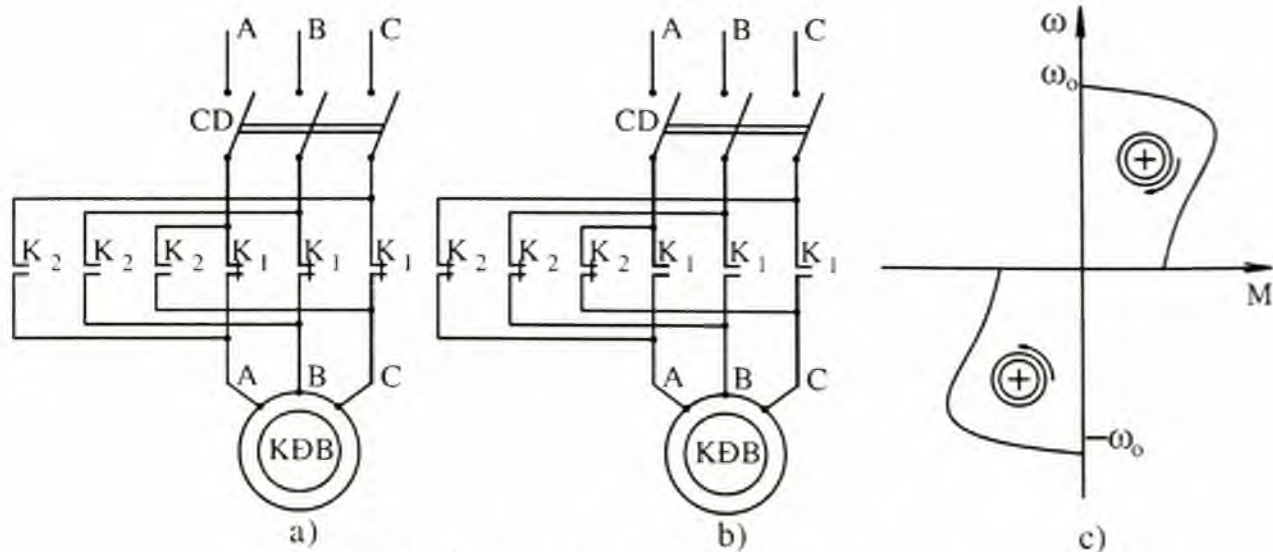 A B C
CD
K2 K2 K2 K1 K1 K1
A B C
KĐB
a)
A B C
CD
K2 K2 K2 K1 K1 K1
A B C
KĐB
b)
ω
ωo
M
-ωo
c)